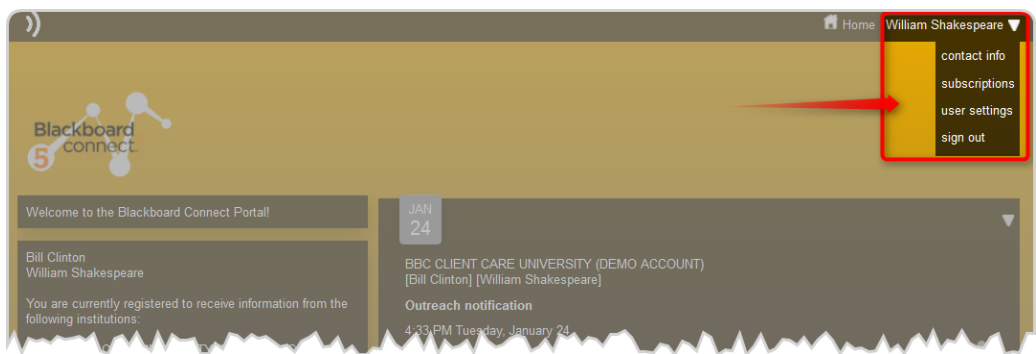 Home William Shakespeare
contact info
subscriptions
user settings
sign out
Blackboard
connect.
5
Welcome to the Blackboard Connect Portal!
Bill Clinton
William Shakespeare
You are currently registered to receive information from the
following institutions:
JAN
24
BBC CLIENT CARE UNIVERSITY (DEMO ACCOUNT)
[Bill Clinton] [William Shakespeare]
Outreach notification
4:33 PM Tuesday, January 24